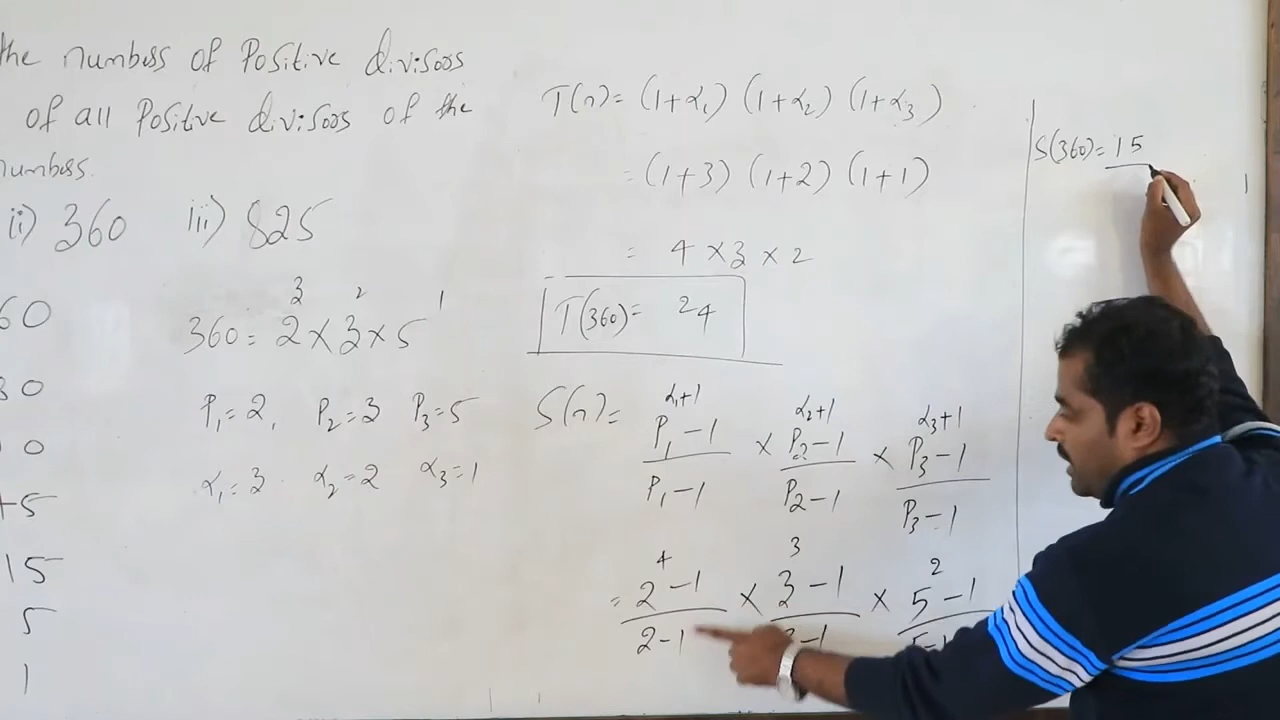 the numbers of Positive divisors
of all Positive divisors of the
numbers.
ii) 360 iii) 825
60
80
0
+5
15
5
1
360 = 2³ × 3² × 5¹
P₁ = 2, P₂ = 3 P₃ = 5
α₁ = 3 α₂ = 2 α₃ = 1
T(n) = (1+α₁) (1+α₂) (1+α₃)
= (1+3) (1+2) (1+1)
= 4 × 3 × 2
T(360) = 24
S(n) = P₁^(α₁+1) − 1 / P₁ − 1 × P₂^(α₂+1) − 1 / P₂ − 1 × P₃^(α₃+1) − 1 / P₃ − 1
= 2⁴ − 1 / 2 − 1 × 3³ − 1 / 3 − 1 × 5² − 1 / 5 − 1
S(360) = 15